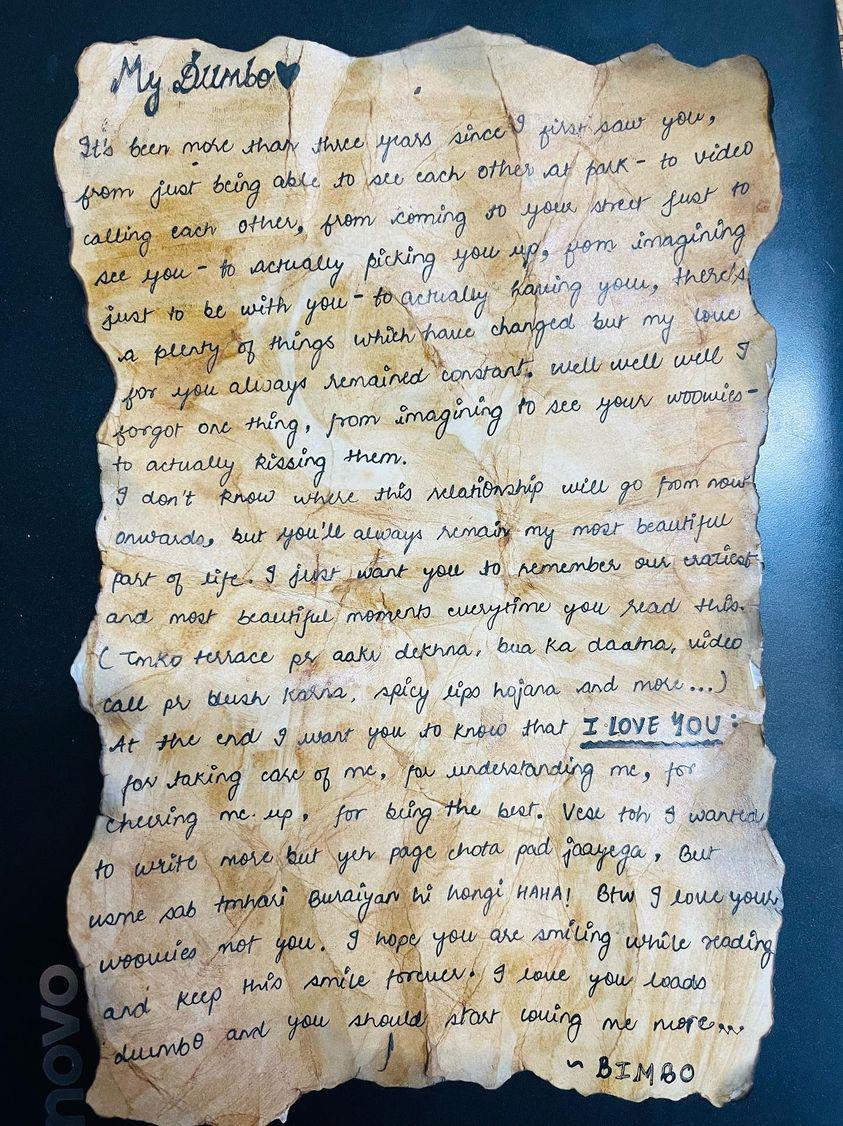 My Dumbo♥
It's been more than three years since I first saw you,
from just being able to see each other at park - to video
calling each other, from coming to your street just to
see you - to actually picking you up, from imagining
just to be with you - to actually having you, there's
a plenty of things which have changed but my love
for you always remained constant. Well well well I
forgot one thing, from imagining to see your woomies -
to actually kissing them.
I don't know where this relationship will go from now
onwards, but you'll always remain my most beautiful
part of life. I just want you to remember our craziest
and most beautiful moments everytime you read this.
(Tmko terrace pr aake dekhna, bua ka daatna, video
call pr blush karna, spicy lips hojana and more...)
At the end I want you to know that I LOVE YOU:
for taking care of me, for understanding me, for
cheering me up, for being the best. Vese toh I wanted
to write more but yeh page chota pad jaayega, But
usme sab tmhari Buraiyan hi hongi HAHA! Btw I love your
woomies not you. I hope you are smiling while reading
and keep this smile forever. I love you loads
dumbo and you should start loving me more...
~ BIMBO
novo